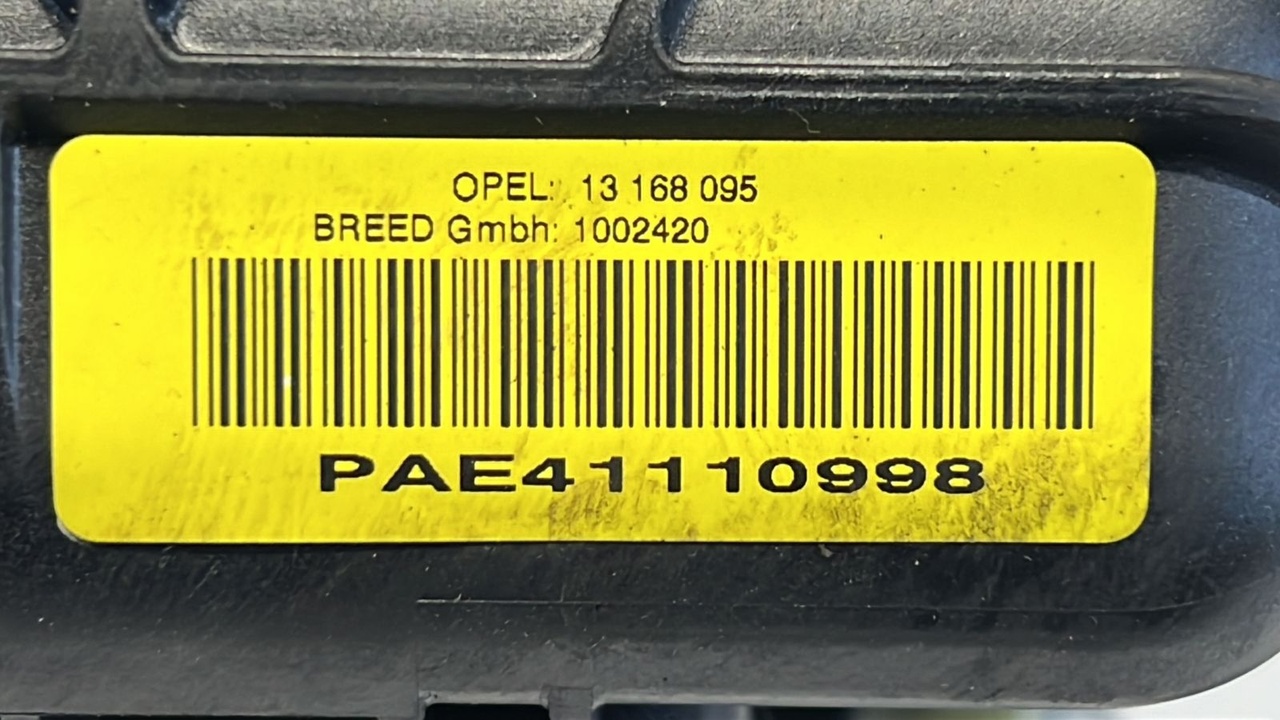 OPEL: 13 168 095
BREED Gmbh: 1002420
PAE41110998